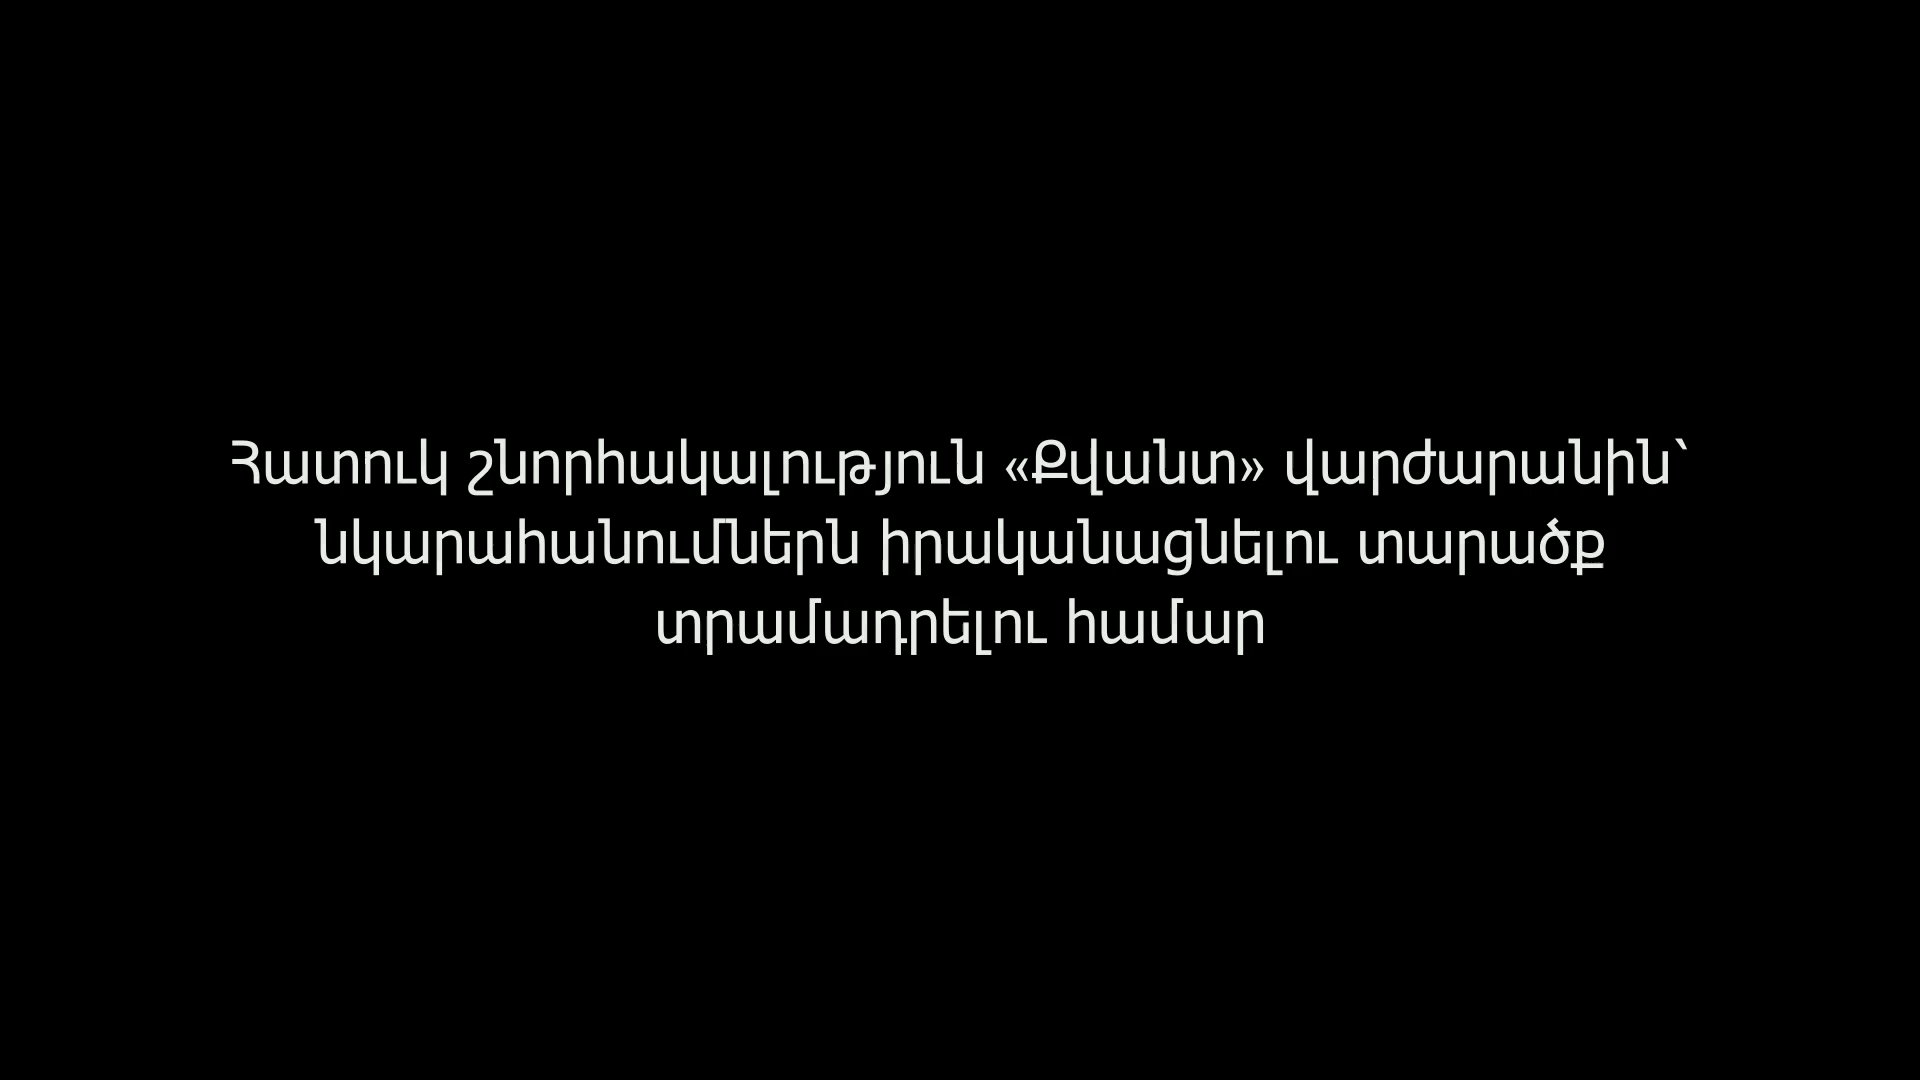 Հատուկ շնորհակալություն «Քվանտ» վարժարանին՝
նկարահանումներն իրականացնելու տարածք
տրամադրելու համար